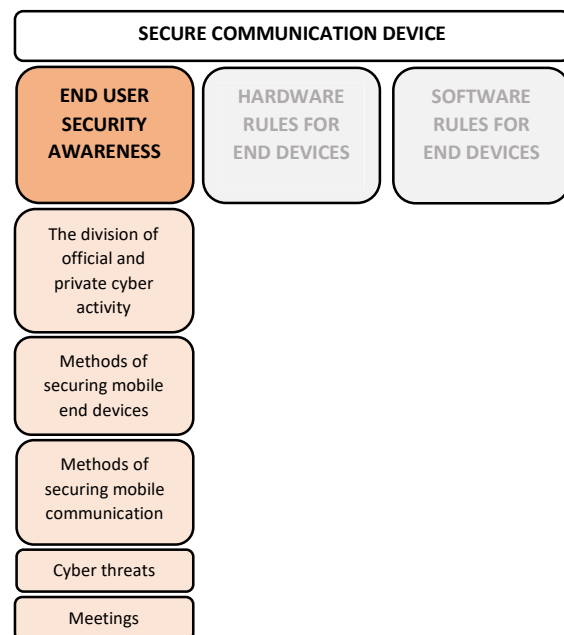 SECURE COMMUNICATION DEVICE
END USER
SECURITY
AWARENESS
HARDWARE
RULES FOR
END DEVICES
SOFTWARE
RULES FOR
END DEVICES
The division of
official and
private cyber
activity
Methods of
securing mobile
end devices
Methods of
securing mobile
communication
Cyber threats
Meetings